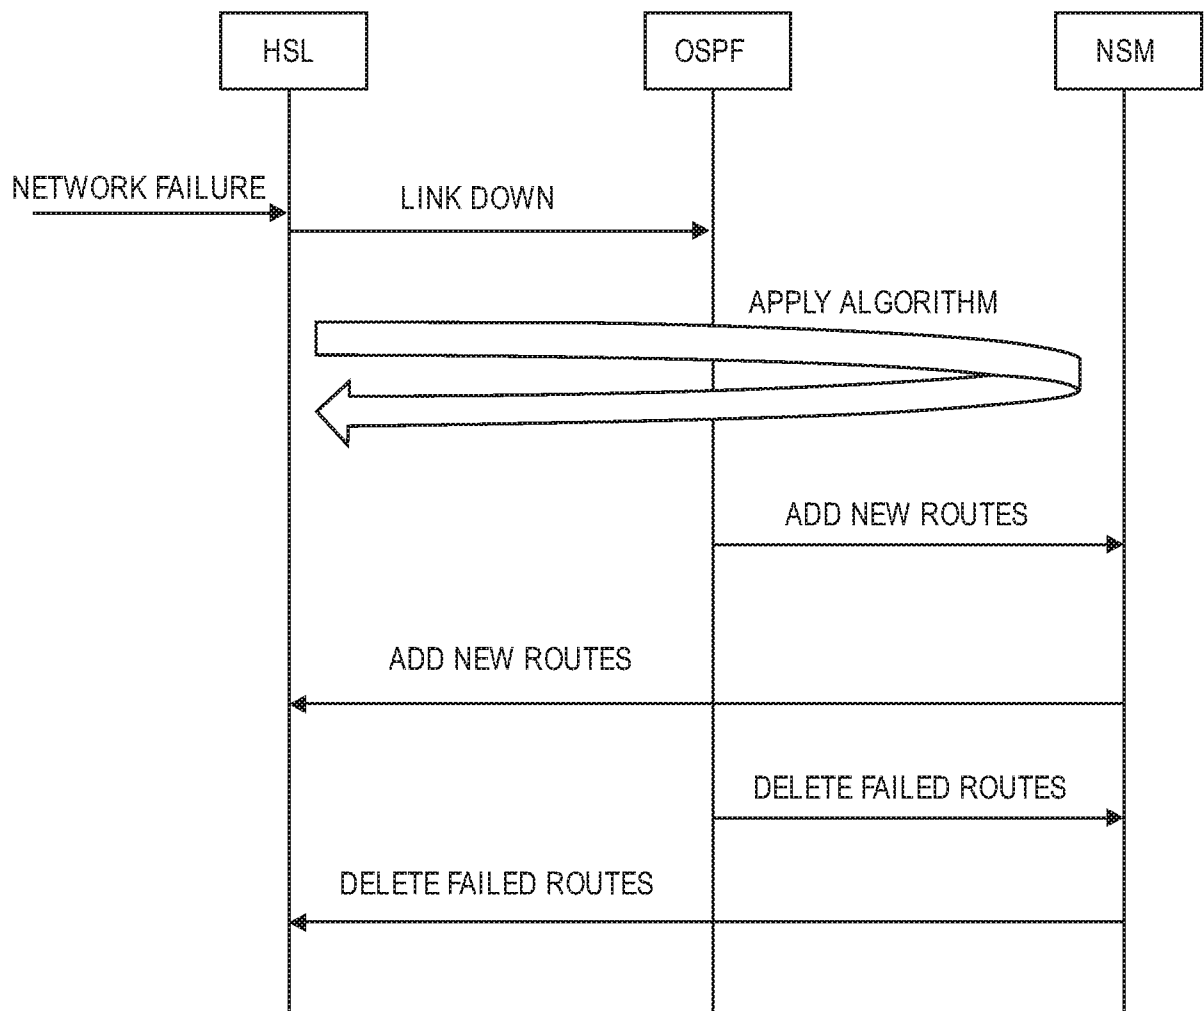 HSL
OSPF
NSM
NETWORK FAILURE
LINK DOWN
APPLY ALGORITHM
ADD NEW ROUTES
ADD NEW ROUTES
DELETE FAILED ROUTES
DELETE FAILED ROUTES